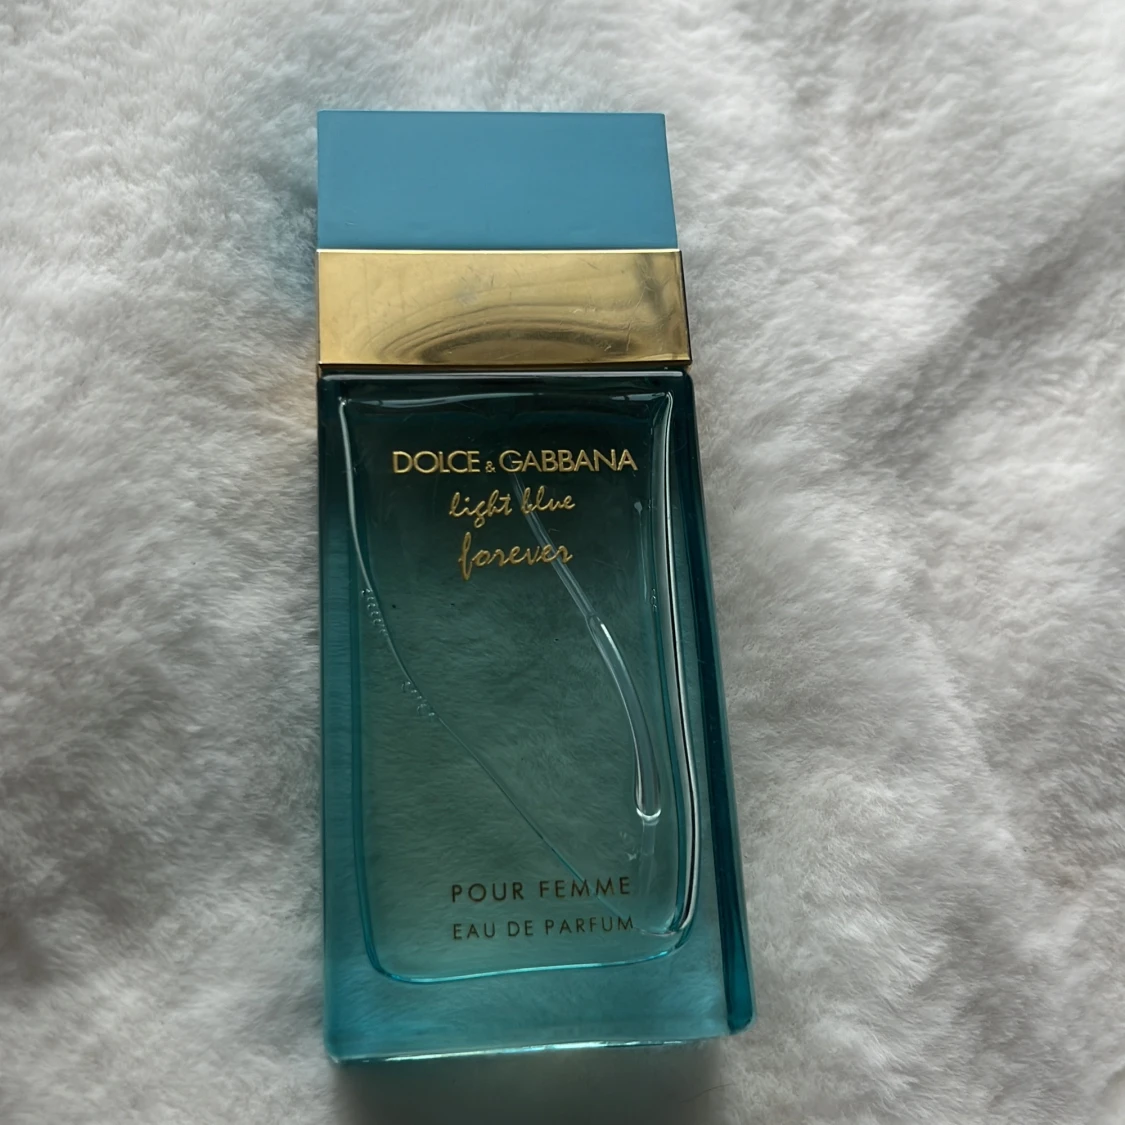 DOLCE & GABBANA
light blue
forever
POUR FEMME
EAU DE PARFUM